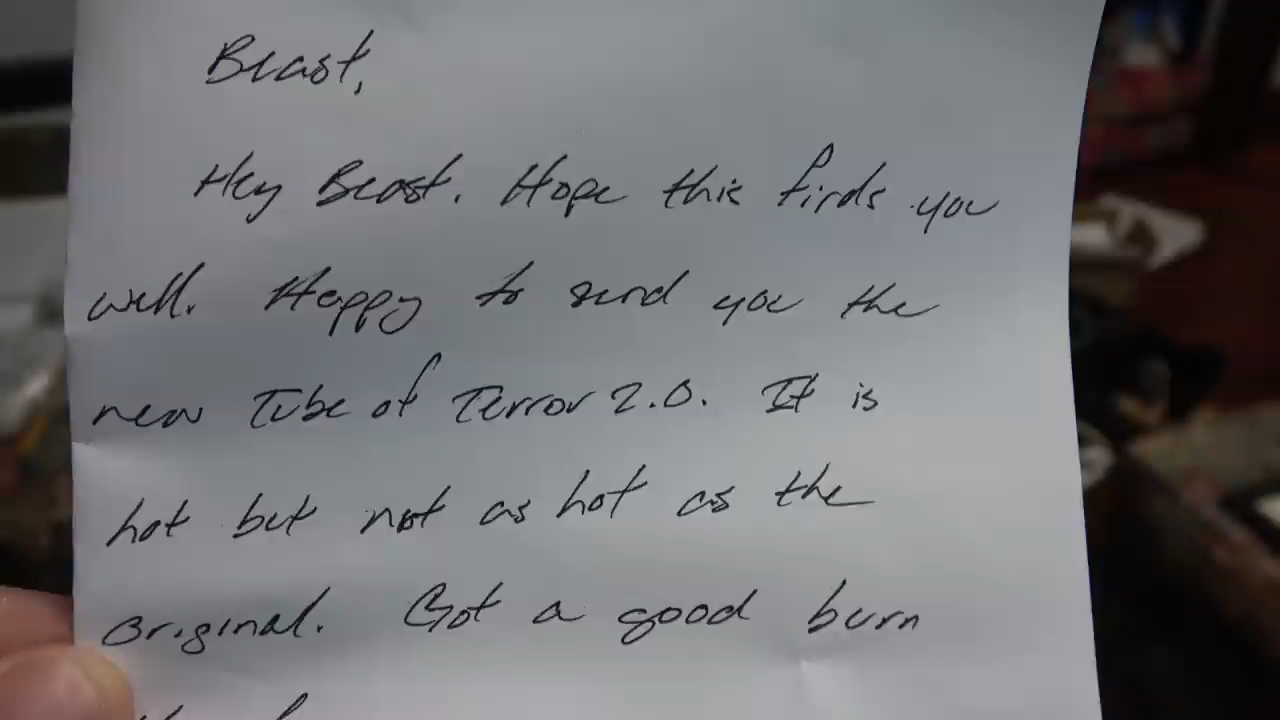 Beast,
Hey Beast. Hope this finds you
well. Happy to send you the
new Tube of Terror 2.0. It is
hot but not as hot as the
original. Got a good burn